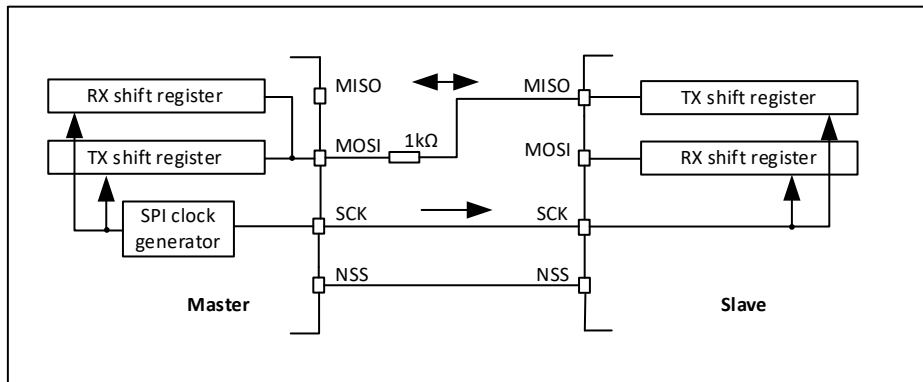 MISO
MISO
RX shift register
TX shift register
1kΩ
MOSI
MOSI
TX shift register
RX shift register
SPI clock
generator
SCK
SCK
NSS
NSS
Master
Slave